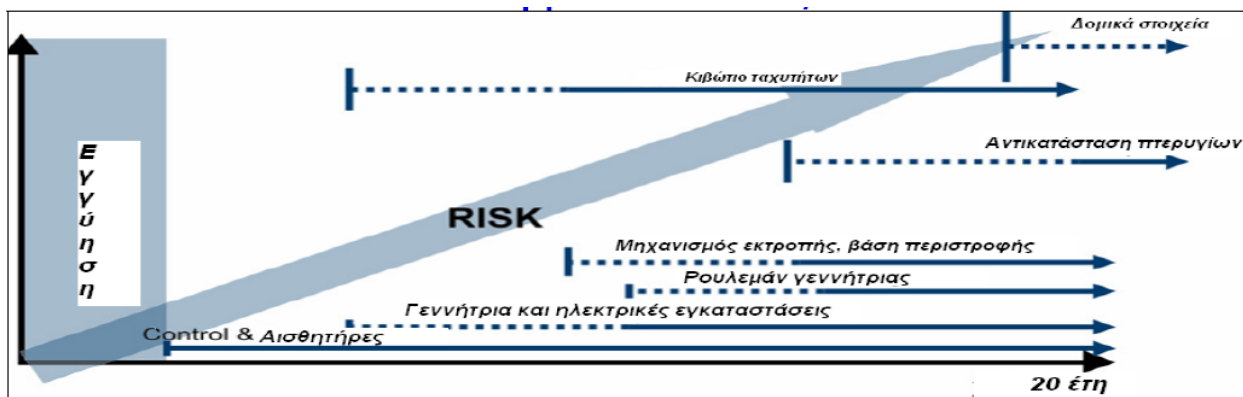 Δομικά στοιχεία
Κιβώτιο ταχυτήτων
Εγγύηση
Αντικατάσταση πτερυγίων
RISK
Μηχανισμός εκτροπής, βάση περιστροφής
Ρουλεμάν γεννήτριας
Γεννήτρια και ηλεκτρικές εγκαταστάσεις
Control & Αισθητήρες
20 έτη